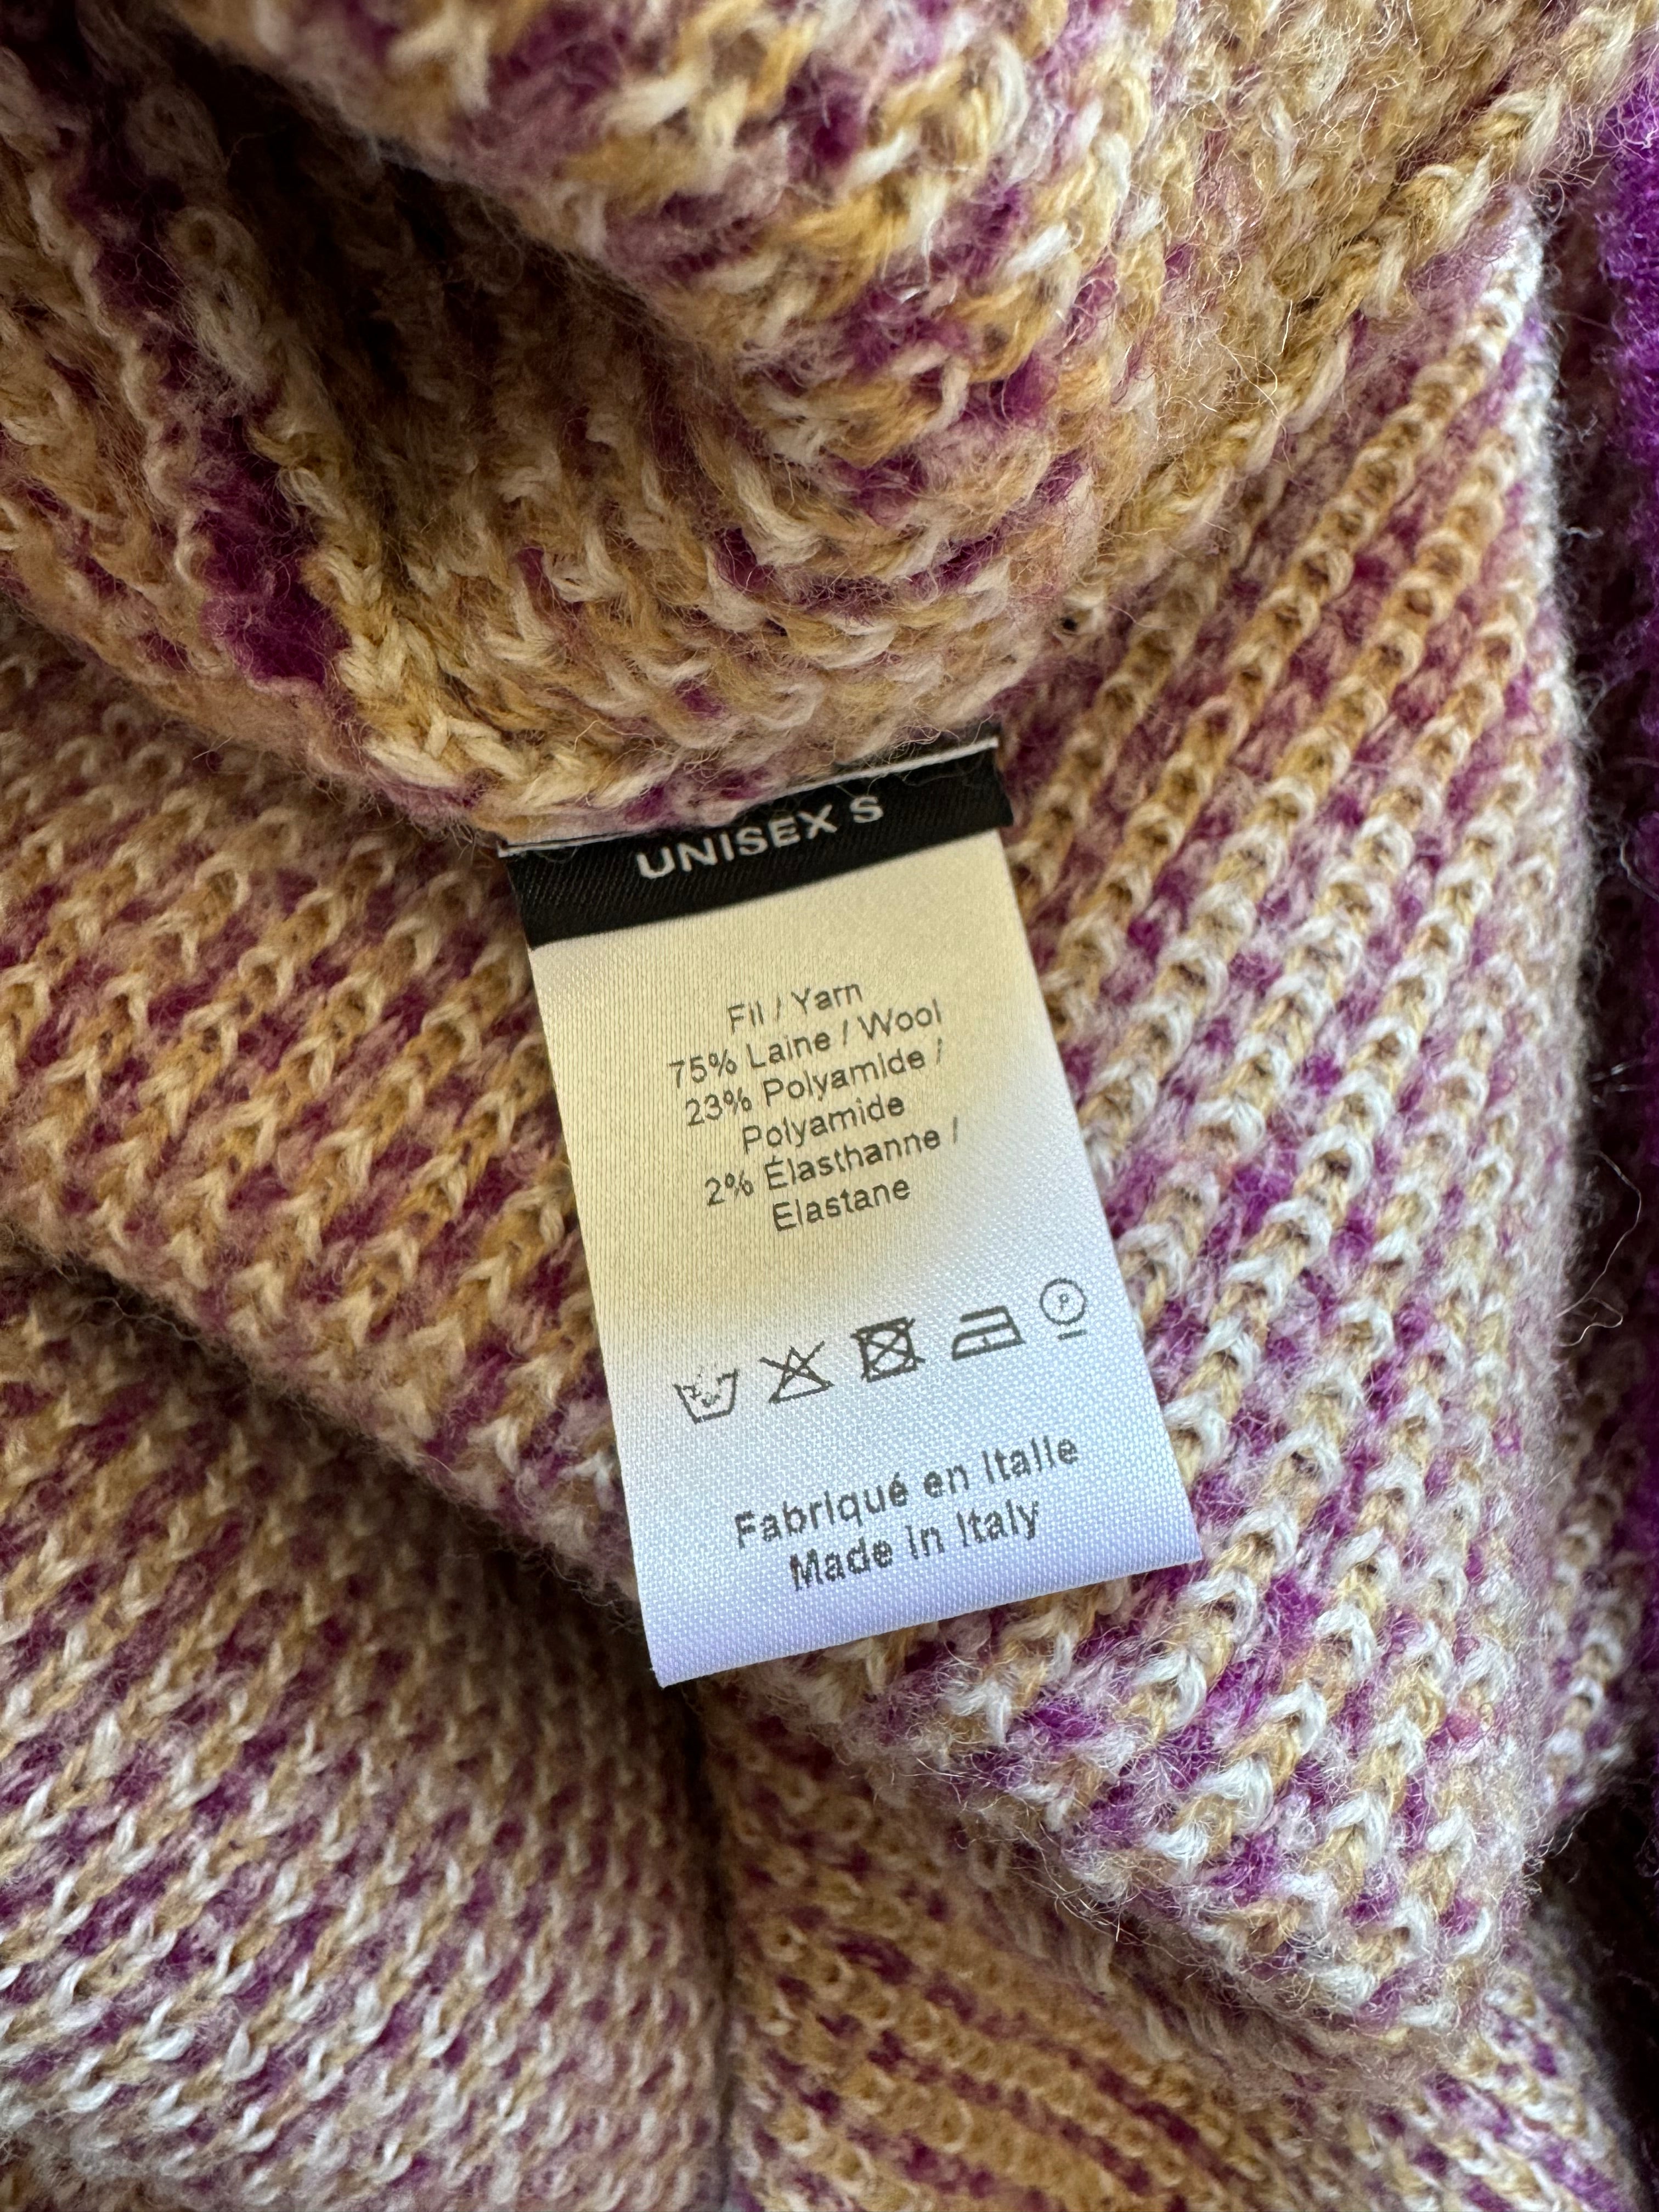 UNISEX S
Fil / Yarn
75% Laine / Wool
23% Polyamide /
Polyamide
2% Élasthanne /
Elastane
P
Fabriqué en Italie
Made in Italy